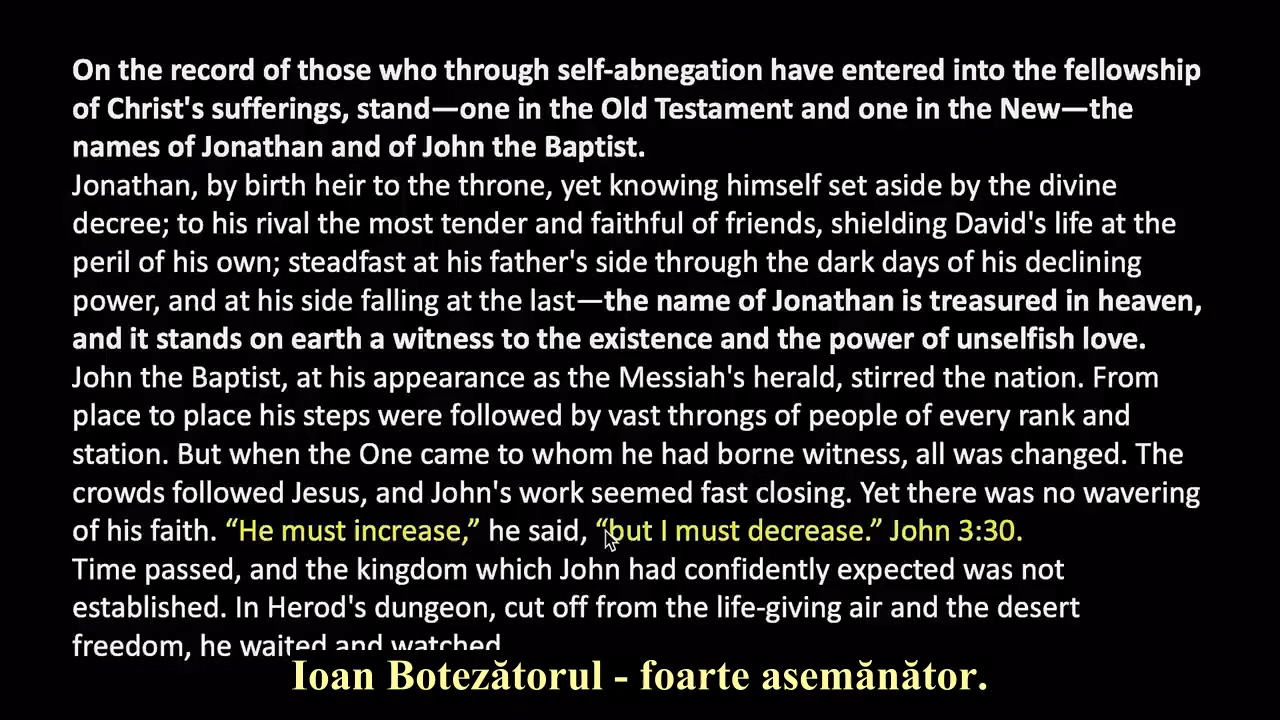 On the record of those who through self-abnegation have entered into the fellowship
of Christ's sufferings, stand—one in the Old Testament and one in the New—the
names of Jonathan and of John the Baptist.
Jonathan, by birth heir to the throne, yet knowing himself set aside by the divine
decree; to his rival the most tender and faithful of friends, shielding David's life at the
peril of his own; steadfast at his father's side through the dark days of his declining
power, and at his side falling at the last—the name of Jonathan is treasured in heaven,
and it stands on earth a witness to the existence and the power of unselfish love.
John the Baptist, at his appearance as the Messiah's herald, stirred the nation. From
place to place his steps were followed by vast throngs of people of every rank and
station. But when the One came to whom he had borne witness, all was changed. The
crowds followed Jesus, and John's work seemed fast closing. Yet there was no wavering
of his faith. “He must increase,” he said, “but I must decrease.” John 3:30.
Time passed, and the kingdom which John had confidently expected was not
established. In Herod's dungeon, cut off from the life-giving air and the desert
freedom, he waited and watched
Ioan Botezătorul - foarte asemănător.